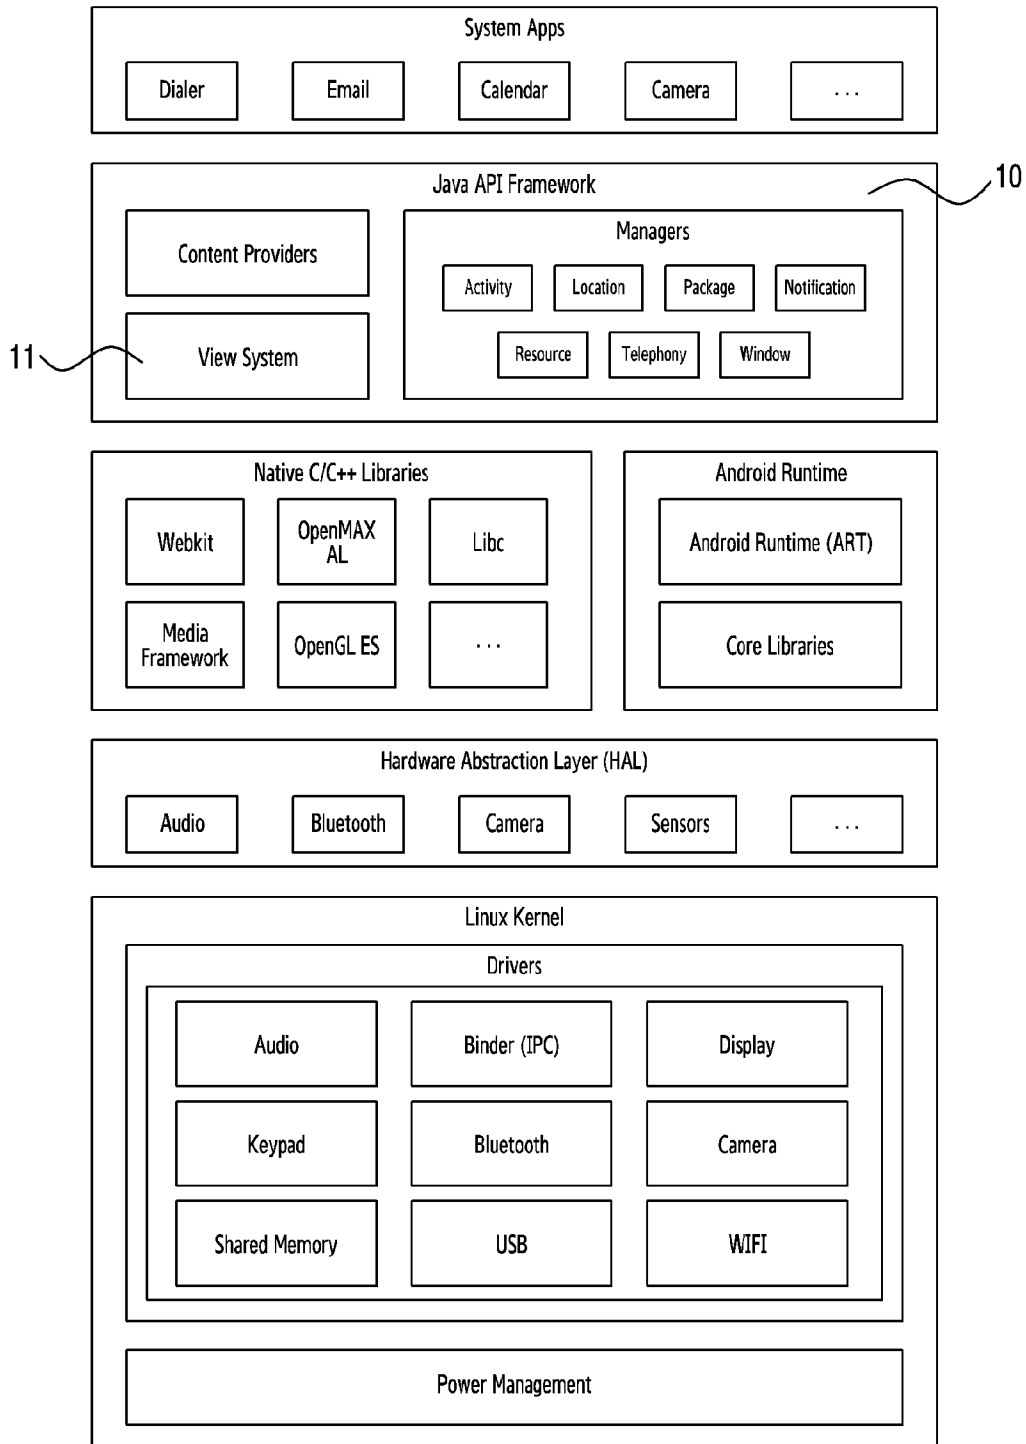 System Apps
Dialer
Email
Calendar
Camera
...
Java API Framework
10
Content Providers
Managers
Activity
Location
Package
Notification
11
View System
Resource
Telephony
Window
Native C/C++ Libraries
Webkit
OpenMAX
AL
Libc
Media
Framework
OpenGL ES
...
Android Runtime
Android Runtime (ART)
Core Libraries
Hardware Abstraction Layer (HAL)
Audio
Bluetooth
Camera
Sensors
...
Linux Kernel
Drivers
Audio
Binder (IPC)
Display
Keypad
Bluetooth
Camera
Shared Memory
USB
WIFI
Power Management